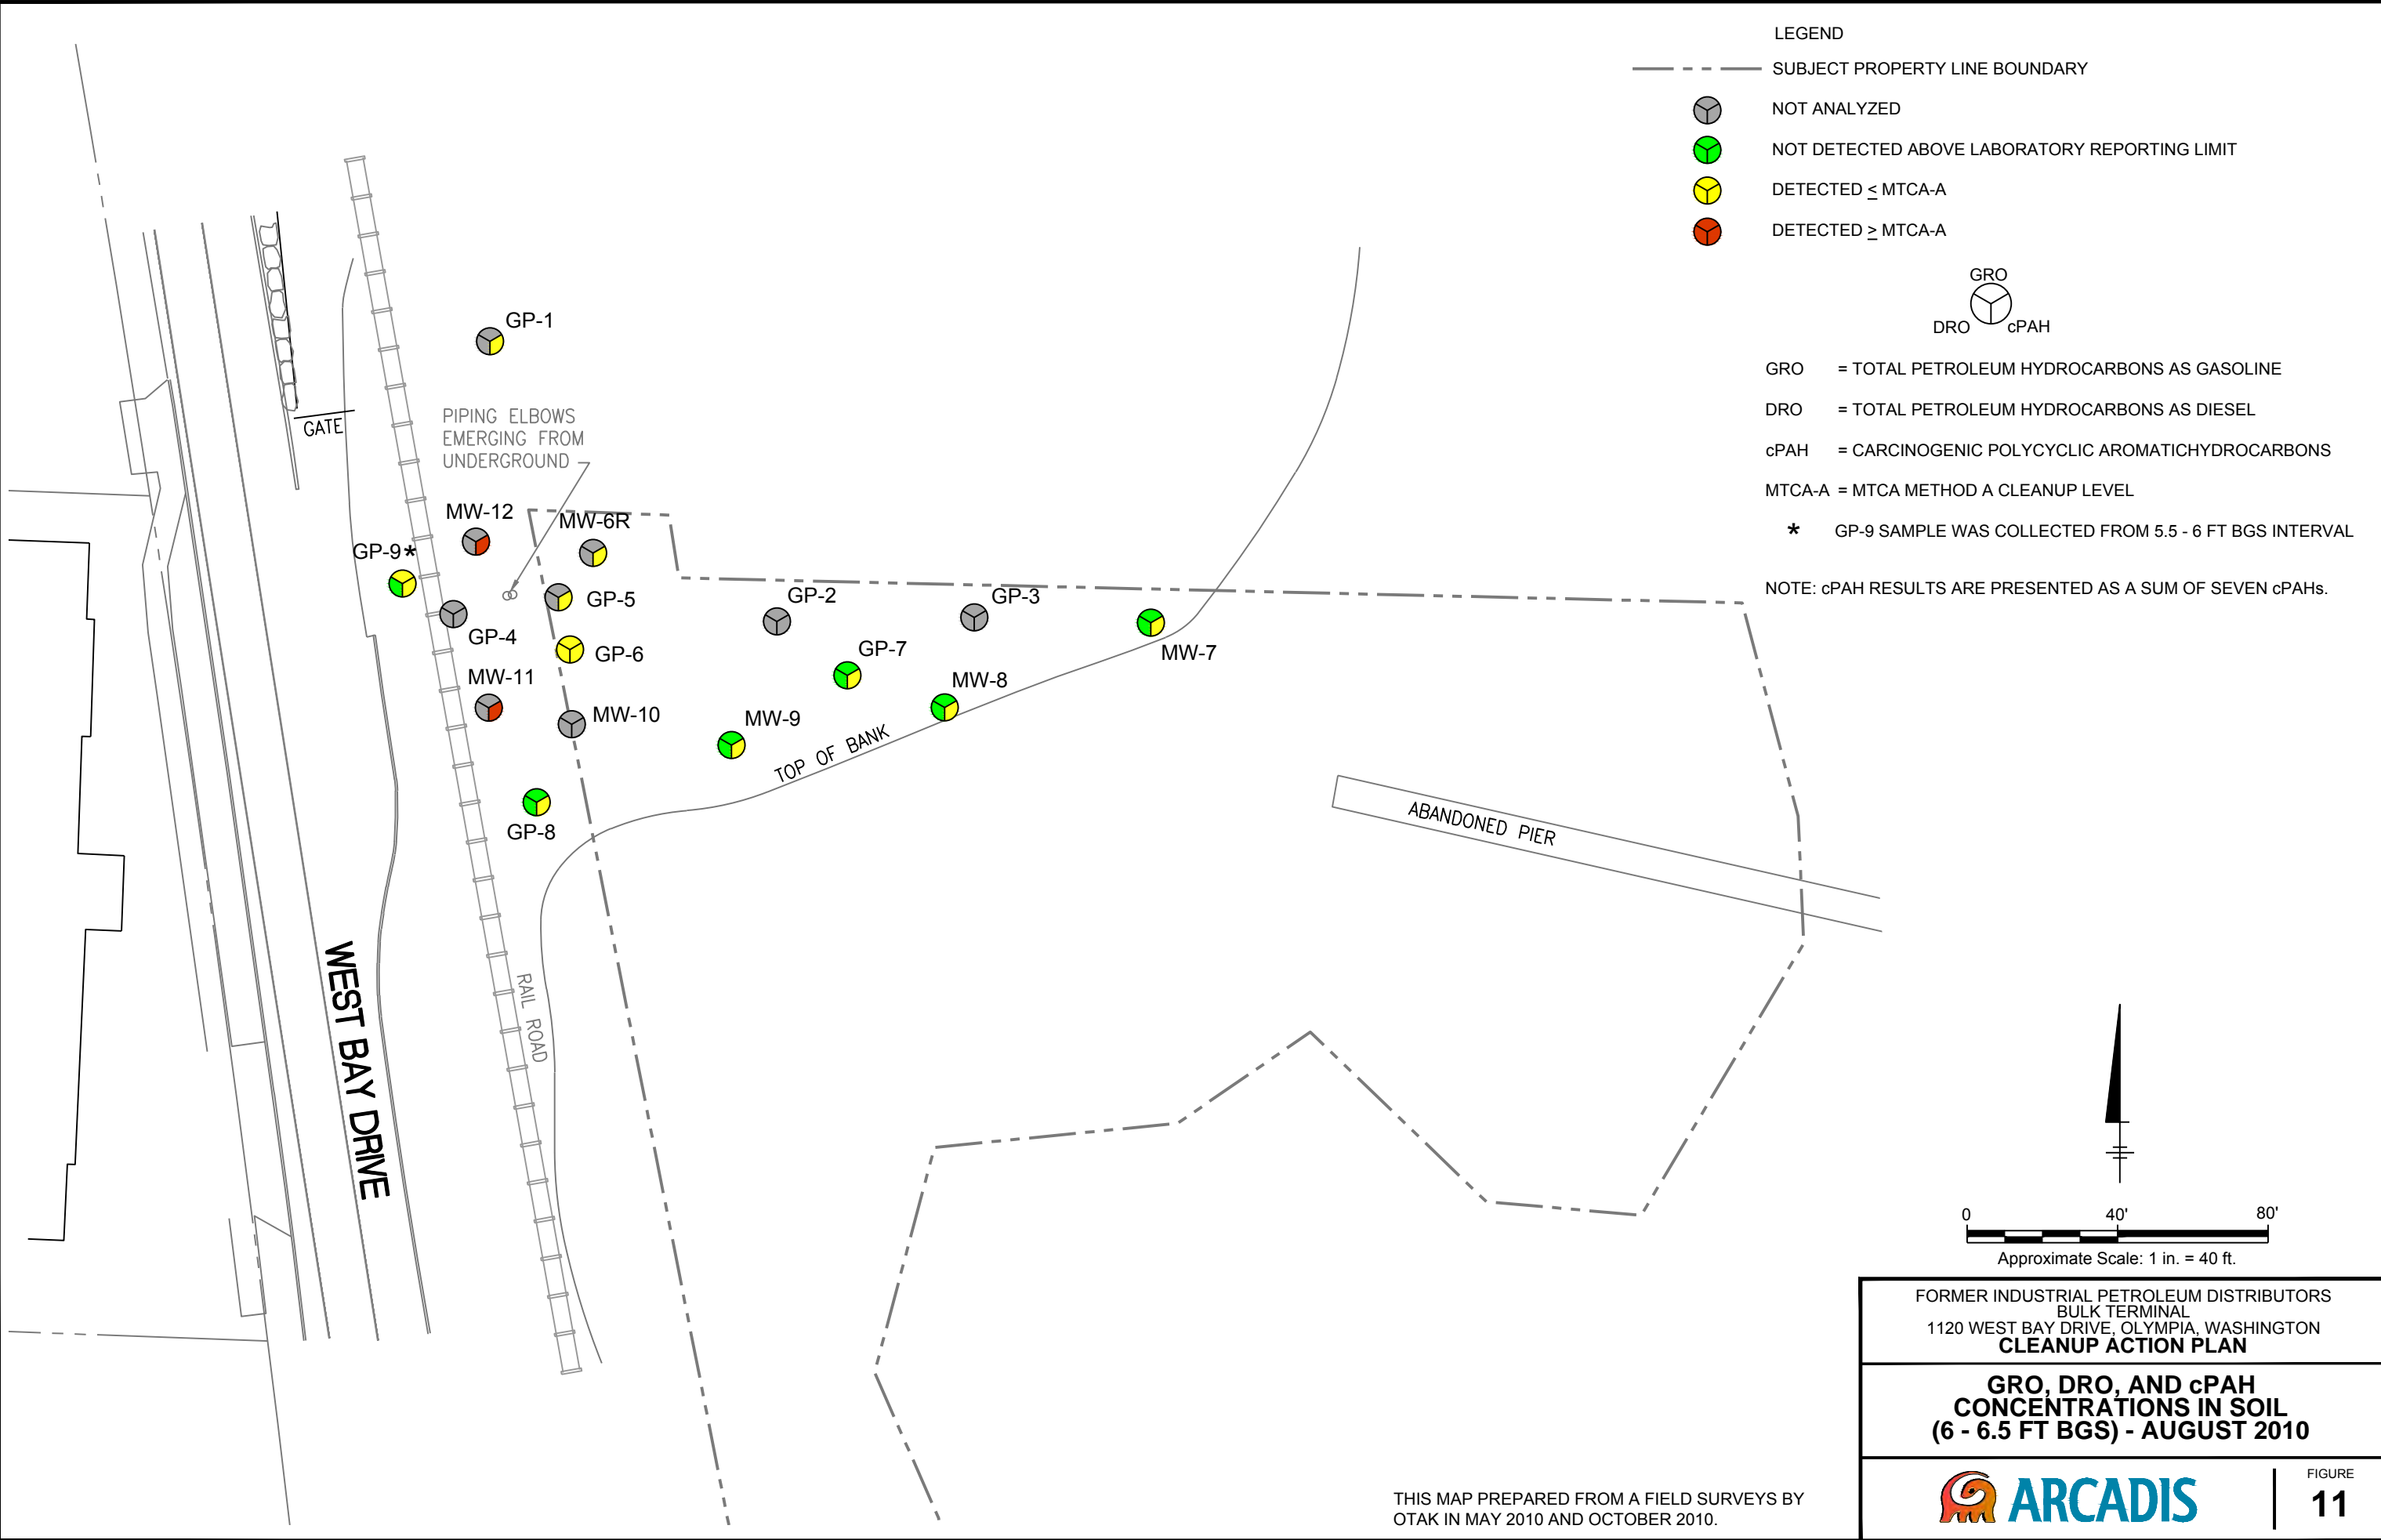 LEGEND
SUBJECT PROPERTY LINE BOUNDARY
NOT ANALYZED
NOT DETECTED ABOVE LABORATORY REPORTING LIMIT
DETECTED ≤ MTCA-A
DETECTED ≥ MTCA-A
GRO
DRO
cPAH
GRO = TOTAL PETROLEUM HYDROCARBONS AS GASOLINE
DRO = TOTAL PETROLEUM HYDROCARBONS AS DIESEL
cPAH = CARCINOGENIC POLYCYCLIC AROMATICHYDROCARBONS
MTCA-A = MTCA METHOD A CLEANUP LEVEL
* GP-9 SAMPLE WAS COLLECTED FROM 5.5 - 6 FT BGS INTERVAL
NOTE: cPAH RESULTS ARE PRESENTED AS A SUM OF SEVEN cPAHs.
GP-1
PIPING ELBOWS
EMERGING FROM
UNDERGROUND
GATE
MW-12
MW-6R
GP-9*
GP-5
GP-2
GP-3
GP-4
GP-6
GP-7
MW-7
MW-11
MW-8
MW-10
MW-9
TOP OF BANK
GP-8
ABANDONED PIER
WEST BAY DRIVE
RAIL ROAD
0 40' 80'
Approximate Scale: 1 in. = 40 ft.
FORMER INDUSTRIAL PETROLEUM DISTRIBUTORS
BULK TERMINAL
1120 WEST BAY DRIVE, OLYMPIA, WASHINGTON
CLEANUP ACTION PLAN
GRO, DRO, AND cPAH
CONCENTRATIONS IN SOIL
(6 - 6.5 FT BGS) - AUGUST 2010
ARCADIS
FIGURE
11
THIS MAP PREPARED FROM A FIELD SURVEYS BY
OTAK IN MAY 2010 AND OCTOBER 2010.